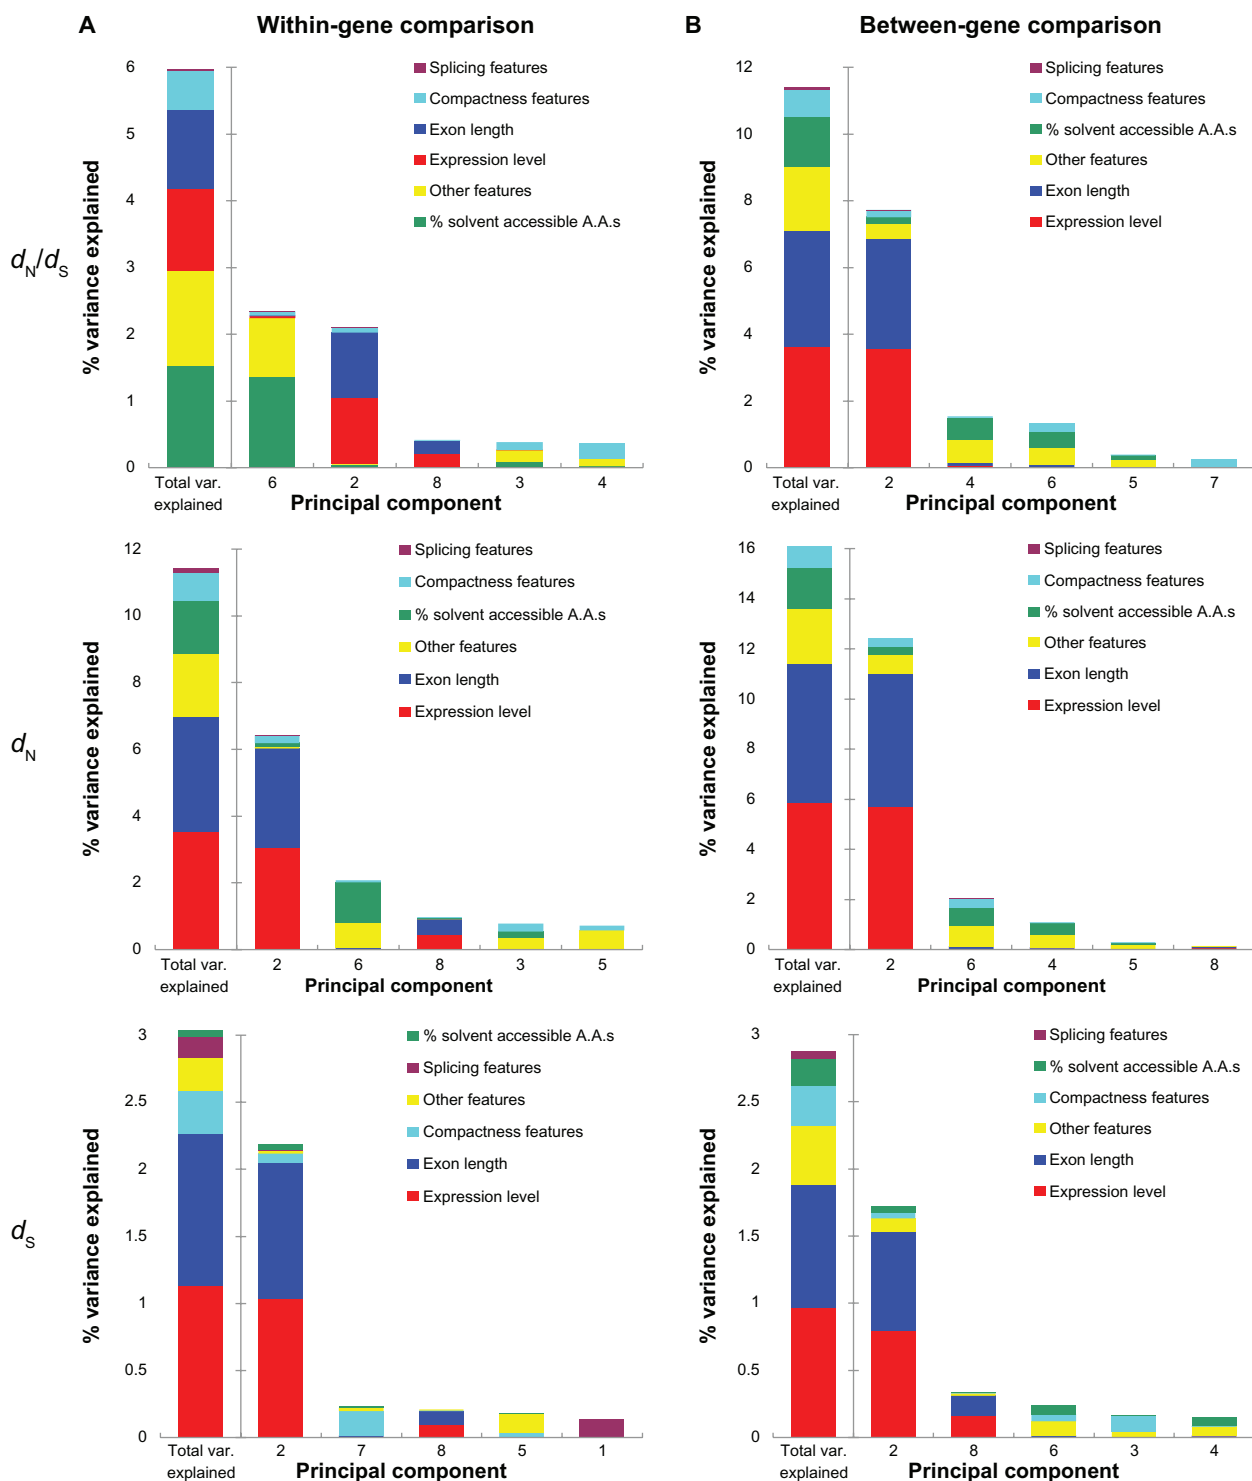 A Within-gene comparison
6
5
4
3
2
1
0
% variance explained
dN/dS
Splicing features
Compactness features
Exon length
Expression level
Other features
% solvent accessible A.A.s
Total var. explained 6 2 8 3 4
Principal component
B Between-gene comparison
12
10
8
6
4
2
0
% variance explained
Splicing features
Compactness features
% solvent accessible A.A.s
Other features
Exon length
Expression level
Total var. explained 2 4 6 5 7
Principal component
12
10
8
6
4
2
0
% variance explained
dN
Splicing features
Compactness features
% solvent accessible A.A.s
Other features
Exon length
Expression level
Total var. explained 2 6 8 3 5
Principal component
16
14
12
10
8
6
4
2
0
% variance explained
Splicing features
Compactness features
% solvent accessible A.A.s
Other features
Exon length
Expression level
Total var. explained 2 6 4 5 8
Principal component
3
2.5
2
1.5
1
0.5
0
% variance explained
dS
% solvent accessible A.A.s
Splicing features
Other features
Compactness features
Exon length
Expression level
Total var. explained 2 7 8 5 1
Principal component
3
2.5
2
1.5
1
0.5
0
% variance explained
Splicing features
% solvent accessible A.A.s
Compactness features
Other features
Exon length
Expression level
Total var. explained 2 8 6 3 4
Principal component